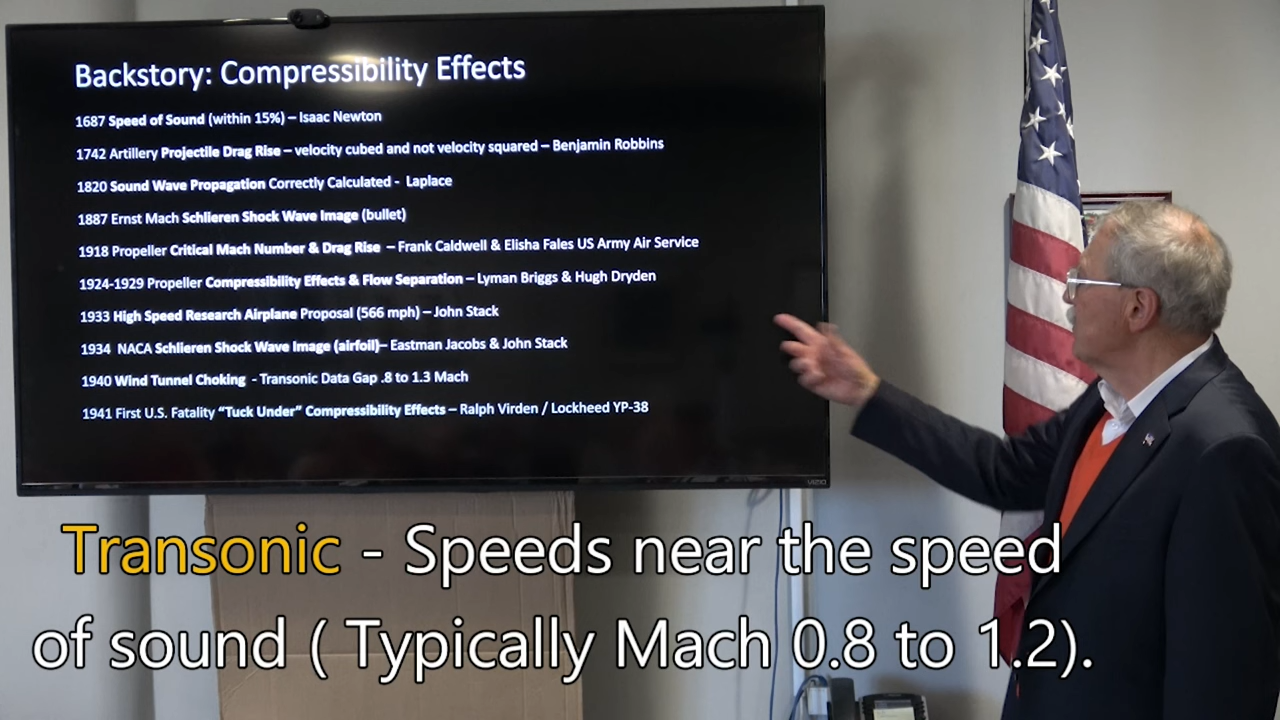 Backstory: Compressibility Effects
1687 Speed of Sound (within 15%) – Isaac Newton
1742 Artillery Projectile Drag Rise – velocity cubed and not velocity squared – Benjamin Robbins
1820 Sound Wave Propagation Correctly Calculated - Laplace
1887 Ernst Mach Schlieren Shock Wave Image (bullet)
1918 Propeller Critical Mach Number & Drag Rise – Frank Caldwell & Elisha Fales US Army Air Service
1924-1929 Propeller Compressibility Effects & Flow Separation – Lyman Briggs & Hugh Dryden
1933 High Speed Research Airplane Proposal (566 mph) – John Stack
1934 NACA Schlieren Shock Wave Image (airfoil)– Eastman Jacobs & John Stack
1940 Wind Tunnel Choking - Transonic Data Gap .8 to 1.3 Mach
1941 First U.S. Fatality “Tuck Under” Compressibility Effects – Ralph Virden / Lockheed YP-38
VIZIO
Transonic - Speeds near the speed
of sound ( Typically Mach 0.8 to 1.2).